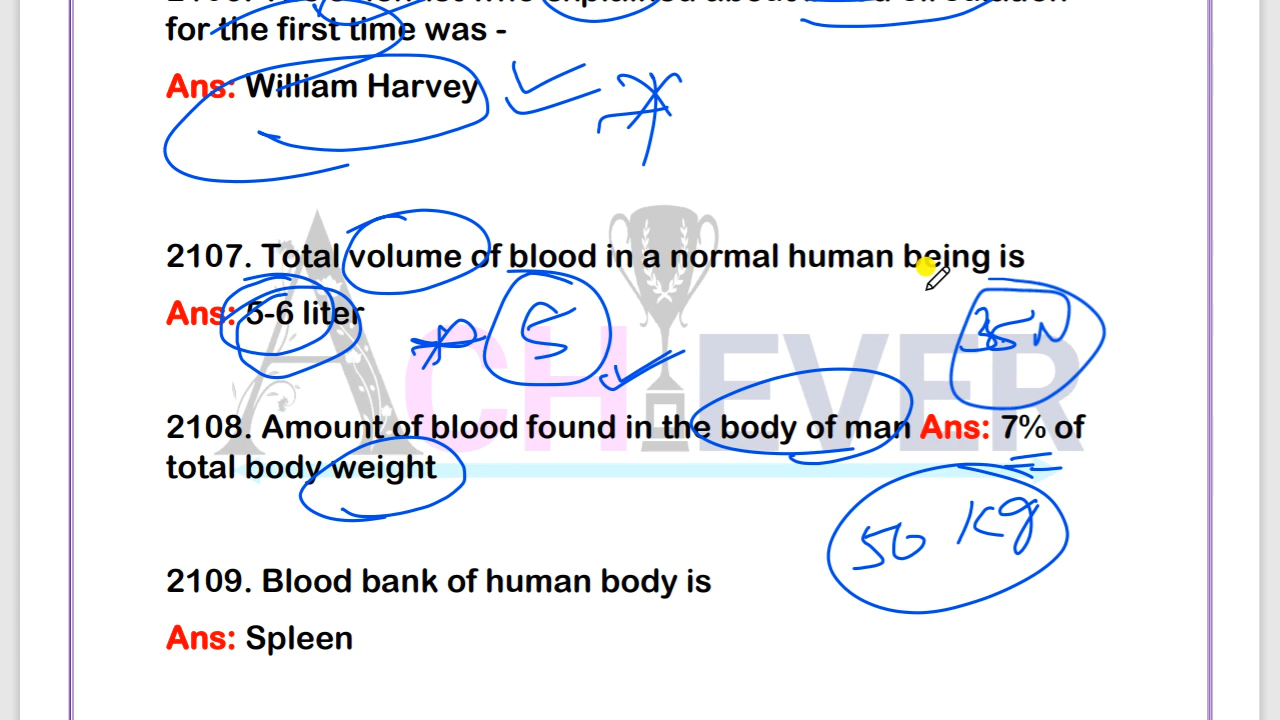 for the first time was -
Ans: William Harvey
2107. Total volume of blood in a normal human being is
Ans: 5-6 liter
5
ACHIEVER
2108. Amount of blood found in the body of man Ans: 7% of
total body weight
50 kg
2109. Blood bank of human body is
Ans: Spleen